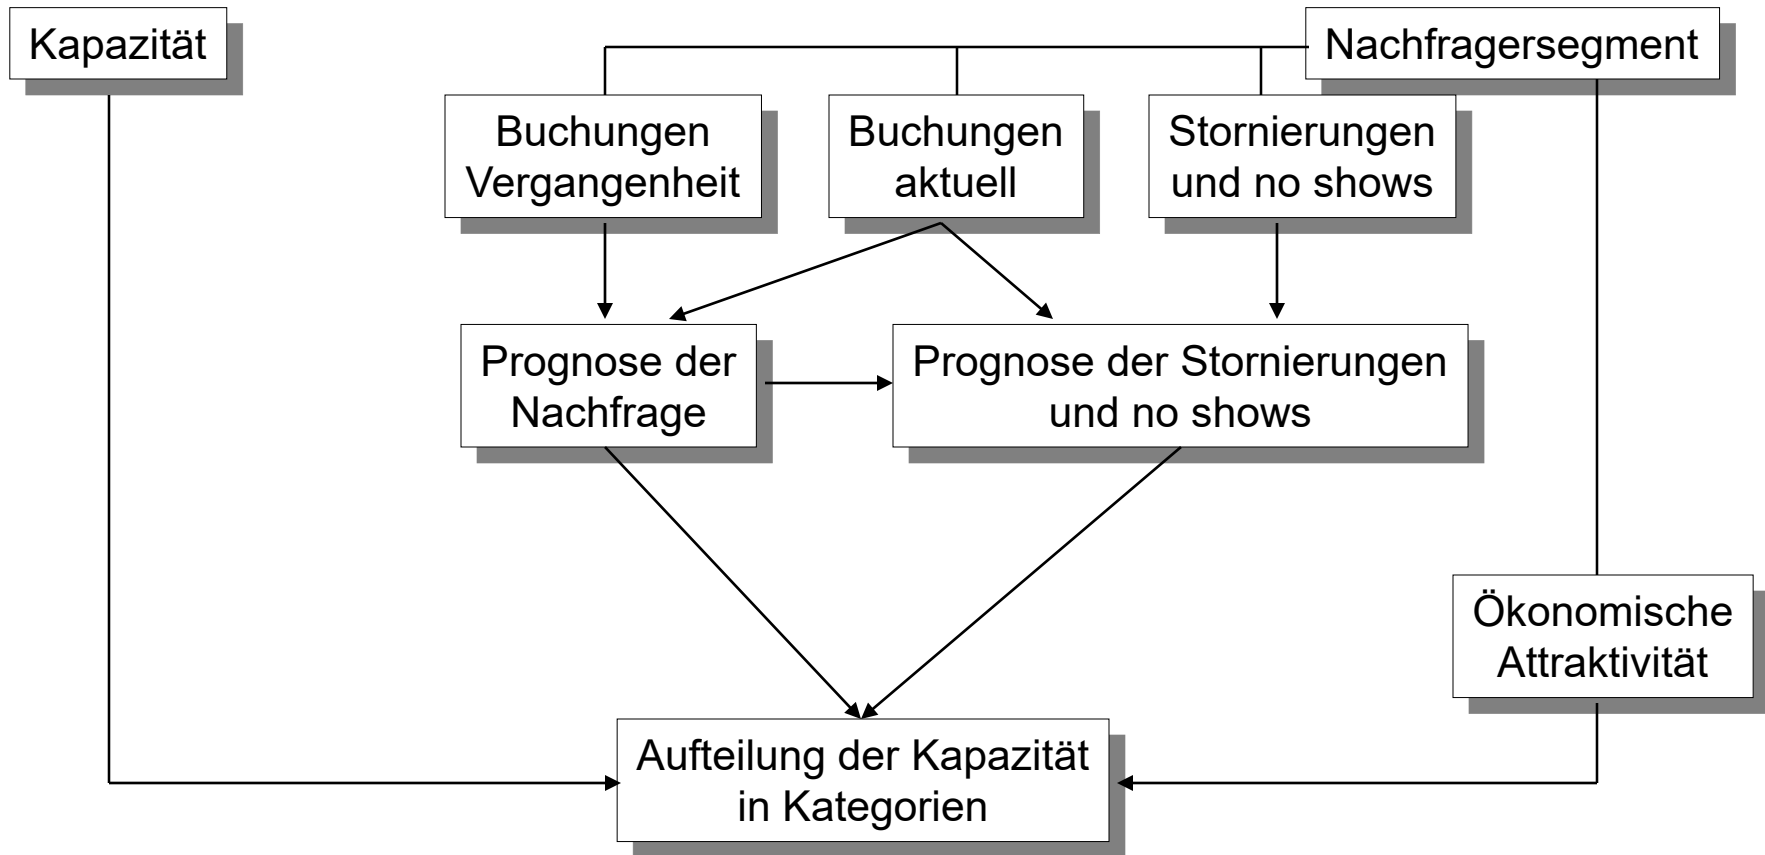 Kapazität
Nachfragersegment
Buchungen
Vergangenheit
Buchungen
aktuell
Stornierungen
und no shows
Prognose der
Nachfrage
Prognose der Stornierungen
und no shows
Ökonomische
Attraktivität
Aufteilung der Kapazität
in Kategorien